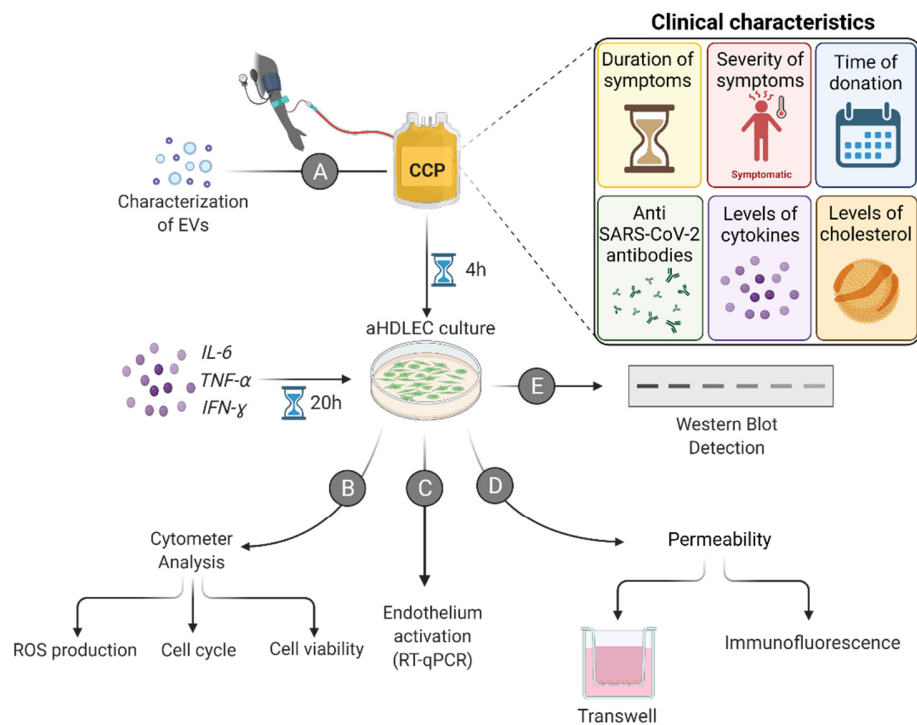 Clinical characteristics
Duration of
symptoms
Severity of
symptoms
Symptomatic
Time of
donation
Anti
SARS-CoV-2
antibodies
Levels of
cytokines
Levels of
cholesterol
A
CCP
Characterization
of EVs
4h
aHDLEC culture
IL-6
TNF-α
IFN-ɣ
20h
E
Western Blot
Detection
B
C
D
Cytometer
Analysis
Permeability
ROS production
Cell cycle
Cell viability
Endothelium
activation
(RT-qPCR)
Immunofluorescence
Transwell